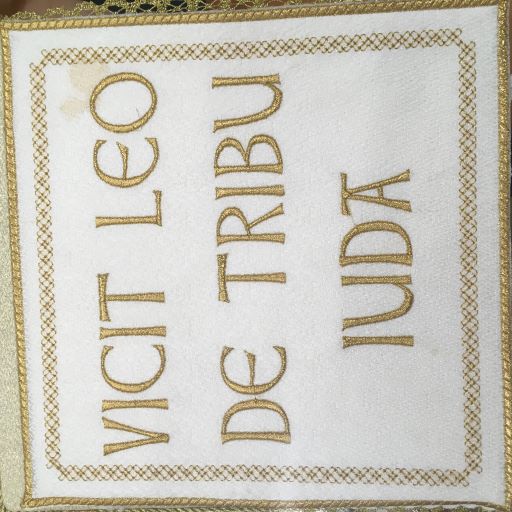 VICIT LEO
DE TRIBU
IUDA